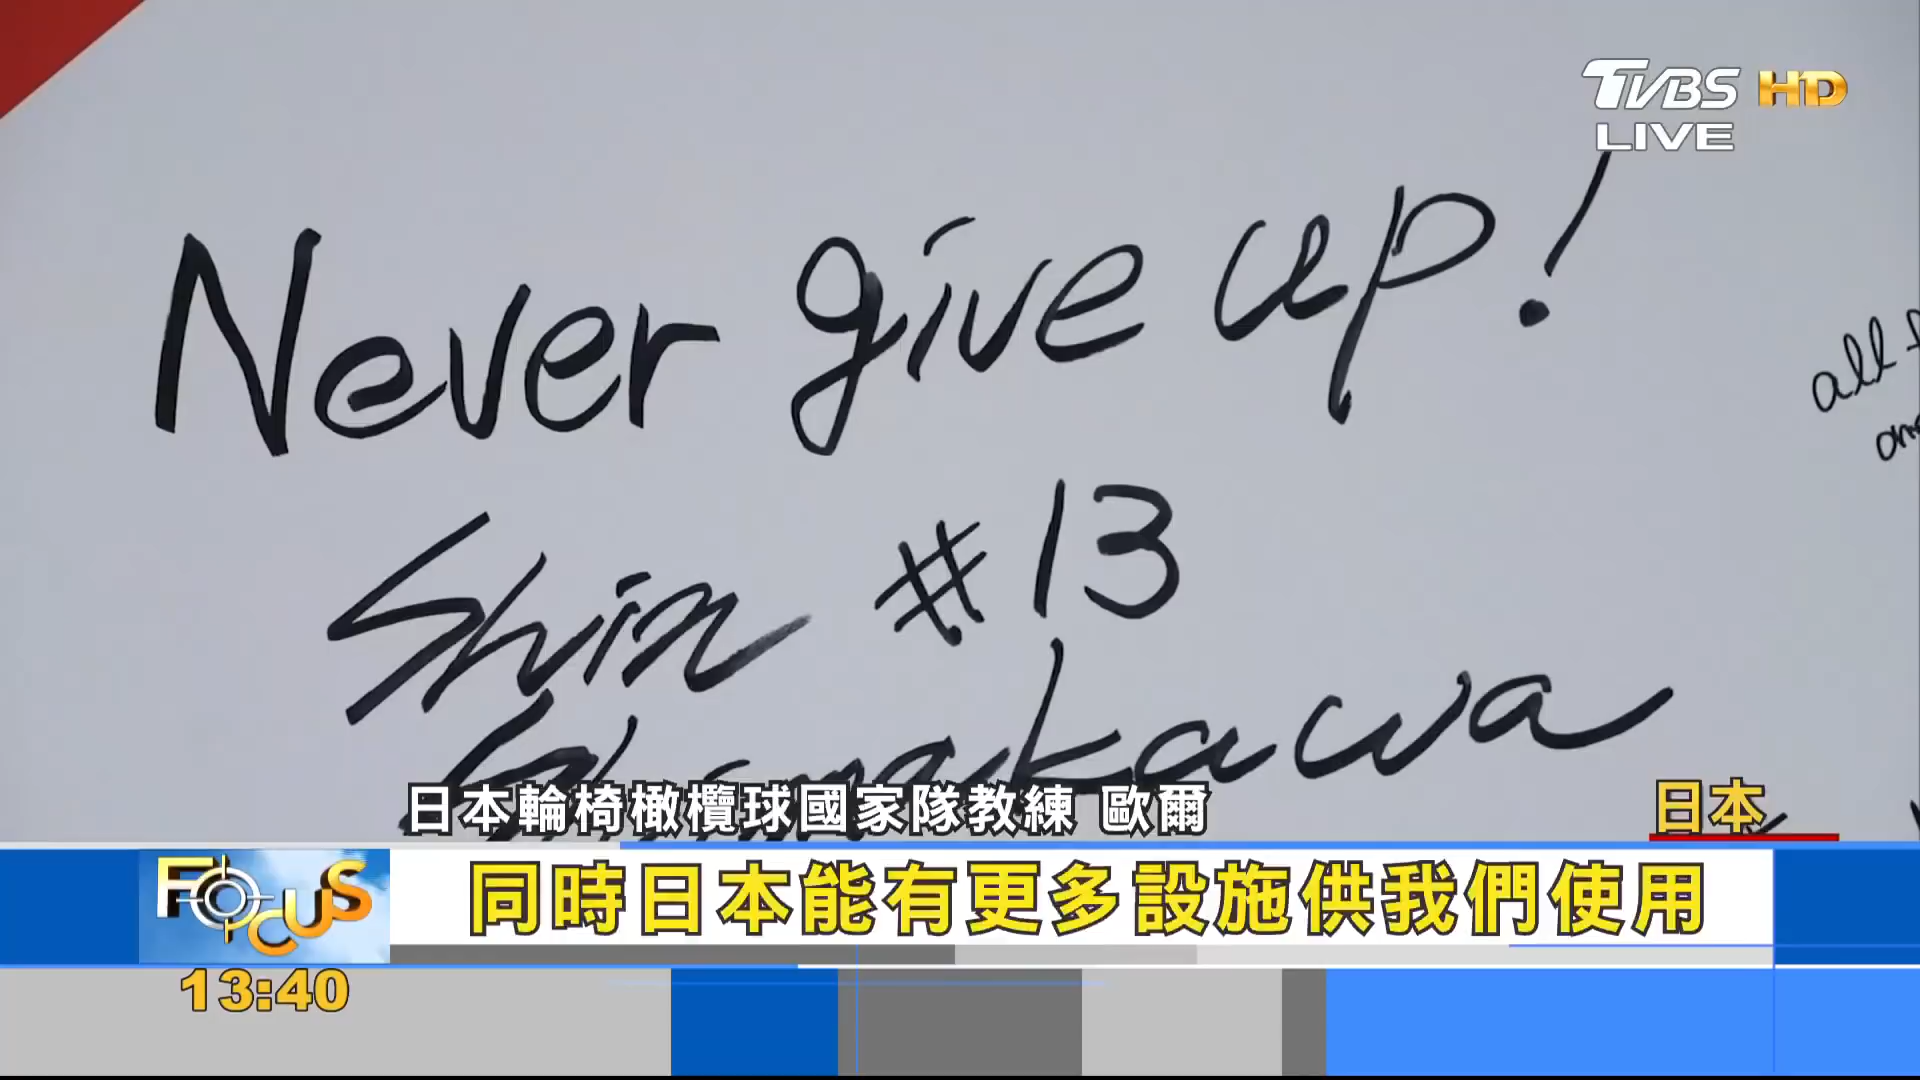 TVBS HD
LIVE
Never give up!
all
Shin #13
日本輪椅橄欖球國家隊教練 歐爾
日本
FOCUS
同時日本能有更多設施供我們使用
13:40